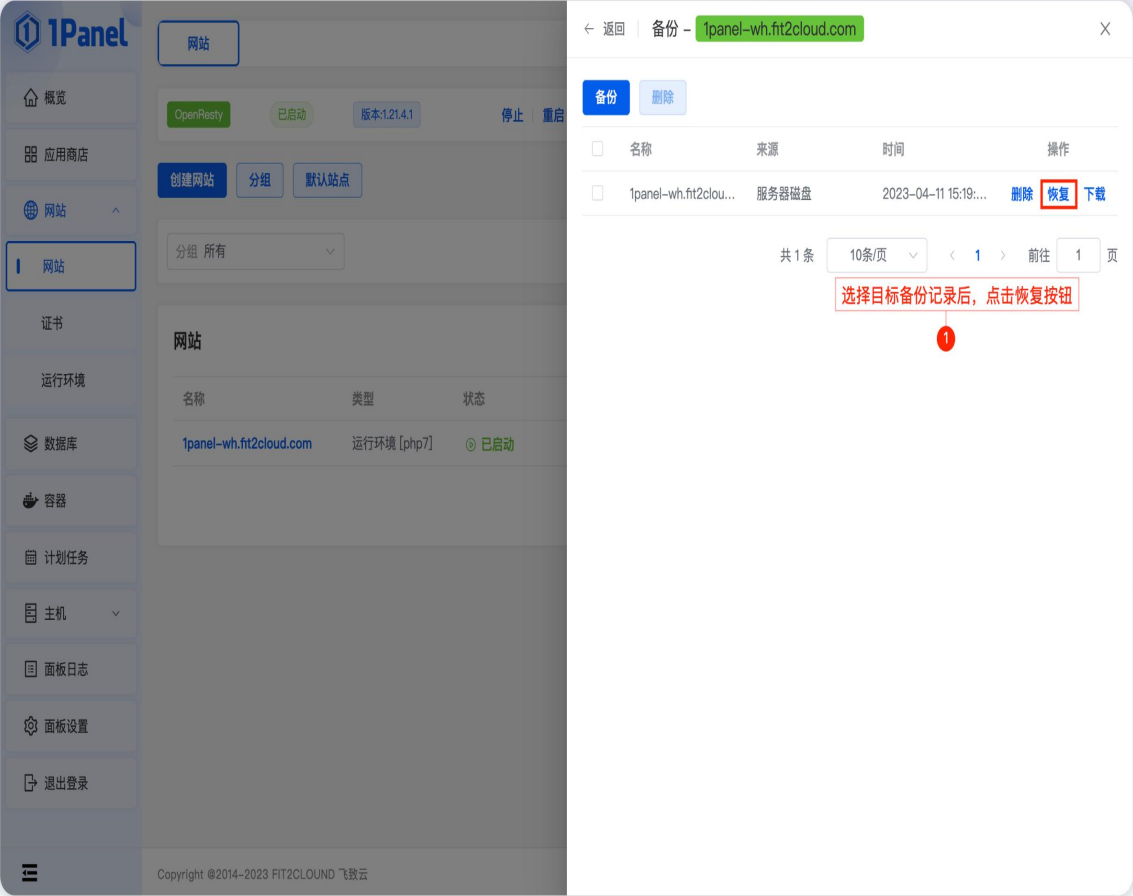 1Panel
概览
应用商店
网站
网站
证书
运行环境
数据库
容器
计划任务
主机
面板日志
面板设置
退出登录
网站
OpenResty 已启动 版本:1.21.4.1 停止 重启
创建网站 分组 默认站点
分组 所有
网站
名称 类型 状态
1panel-wh.fit2cloud.com 运行环境 [php7] 已启动
Copyright @2014-2023 FIT2CLOUND 飞致云
返回 备份 - 1panel-wh.fit2cloud.com X
备份 删除
名称 来源 时间 操作
1panel-wh.fit2clou... 服务器磁盘 2023-04-11 15:19:... 删除 恢复 下载
共 1 条 10条/页 1 前往 1 页
选择目标备份记录后，点击恢复按钮
1